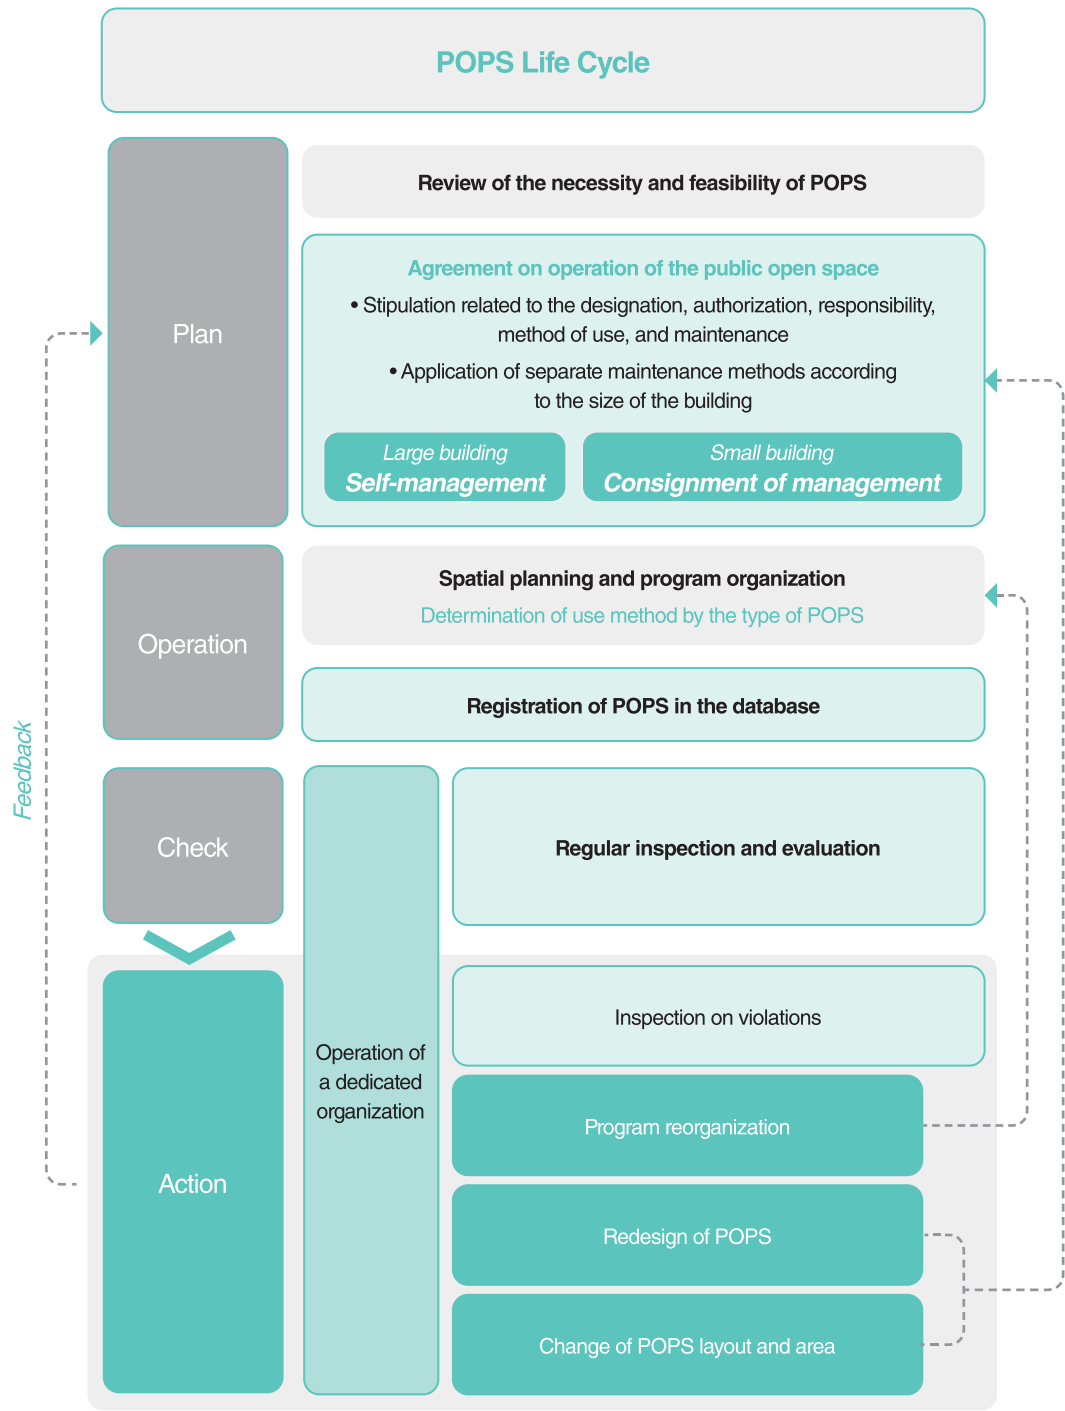 POPS Life Cycle
Plan
Review of the necessity and feasibility of POPS
Agreement on operation of the public open space
• Stipulation related to the designation, authorization, responsibility,
method of use, and maintenance
• Application of separate maintenance methods according
to the size of the building
Large building
Self-management
Small building
Consignment of management
Operation
Spatial planning and program organization
Determination of use method by the type of POPS
Registration of POPS in the database
Feedback
Check
Regular inspection and evaluation
Action
Operation of
a dedicated
organization
Inspection on violations
Program reorganization
Redesign of POPS
Change of POPS layout and area